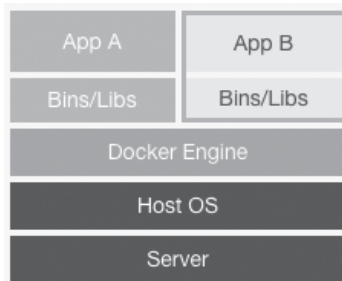 App A
App B
Bins/Libs
Bins/Libs
Docker Engine
Host OS
Server